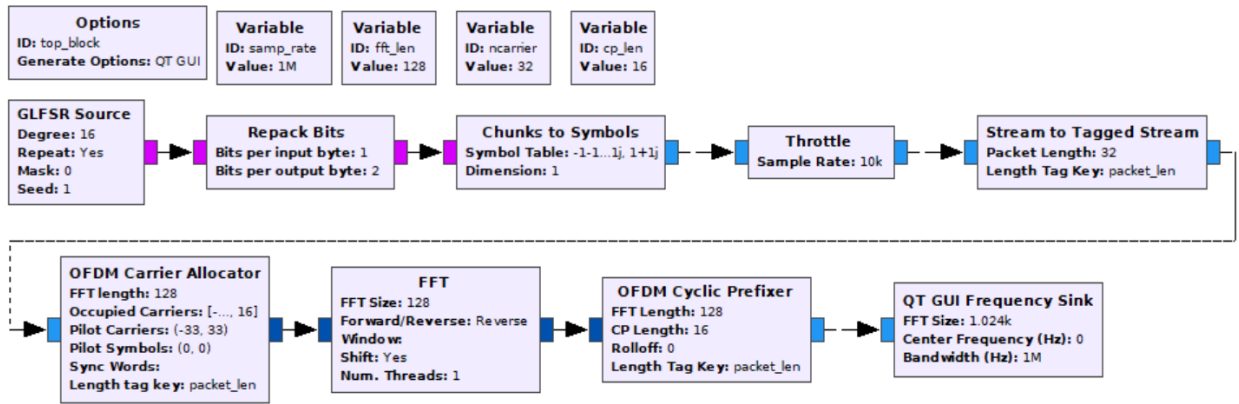 Options
ID: top_block
Generate Options: QT GUI
Variable
ID: samp_rate
Value: 1M
Variable
ID: fft_len
Value: 128
Variable
ID: ncarrier
Value: 32
Variable
ID: cp_len
Value: 16
GLFSR Source
Degree: 16
Repeat: Yes
Mask: 0
Seed: 1
Repack Bits
Bits per input byte: 1
Bits per output byte: 2
Chunks to Symbols
Symbol Table: -1-1...1j, 1+1j
Dimension: 1
Throttle
Sample Rate: 10k
Stream to Tagged Stream
Packet Length: 32
Length Tag Key: packet_len
OFDM Carrier Allocator
FFT length: 128
Occupied Carriers: [-..., 16]
Pilot Carriers: (-33, 33)
Pilot Symbols: (0, 0)
Sync Words:
Length tag key: packet_len
FFT
FFT Size: 128
Forward/Reverse: Reverse
Window:
Shift: Yes
Num. Threads: 1
OFDM Cyclic Prefixer
FFT Length: 128
CP Length: 16
Rolloff: 0
Length Tag Key: packet_len
QT GUI Frequency Sink
FFT Size: 1.024k
Center Frequency (Hz): 0
Bandwidth (Hz): 1M